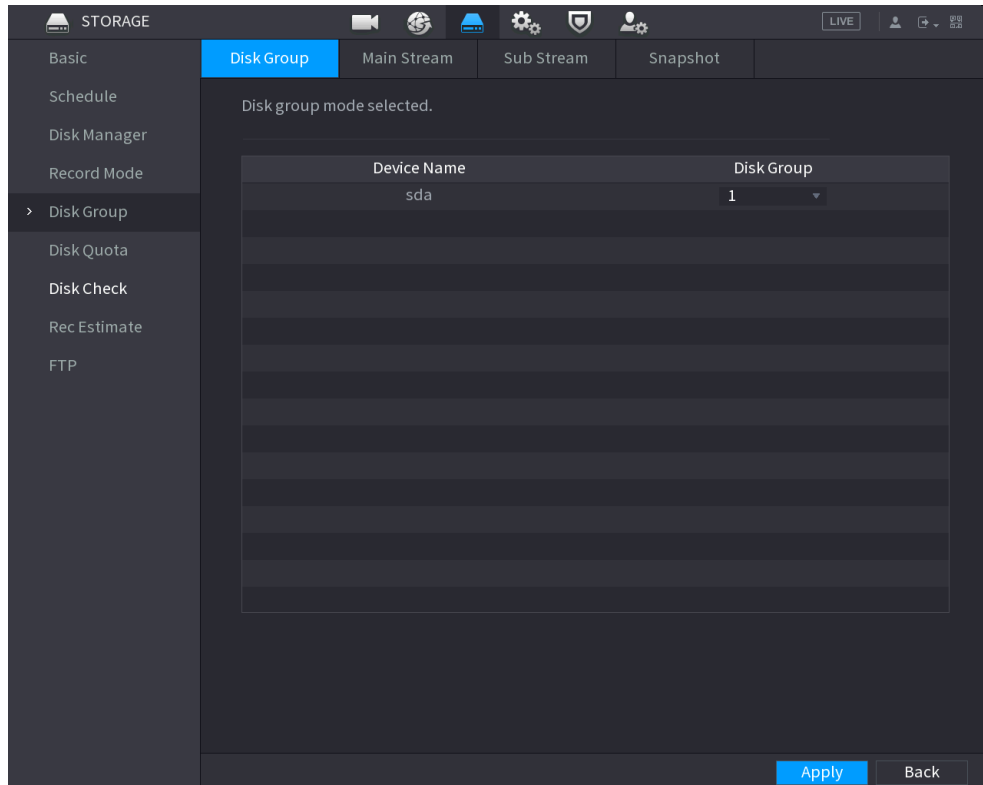 STORAGE LIVE
Basic
Schedule
Disk Manager
Record Mode
> Disk Group
Disk Quota
Disk Check
Rec Estimate
FTP
Disk Group Main Stream Sub Stream Snapshot
Disk group mode selected.
Device Name Disk Group
sda 1
Apply Back